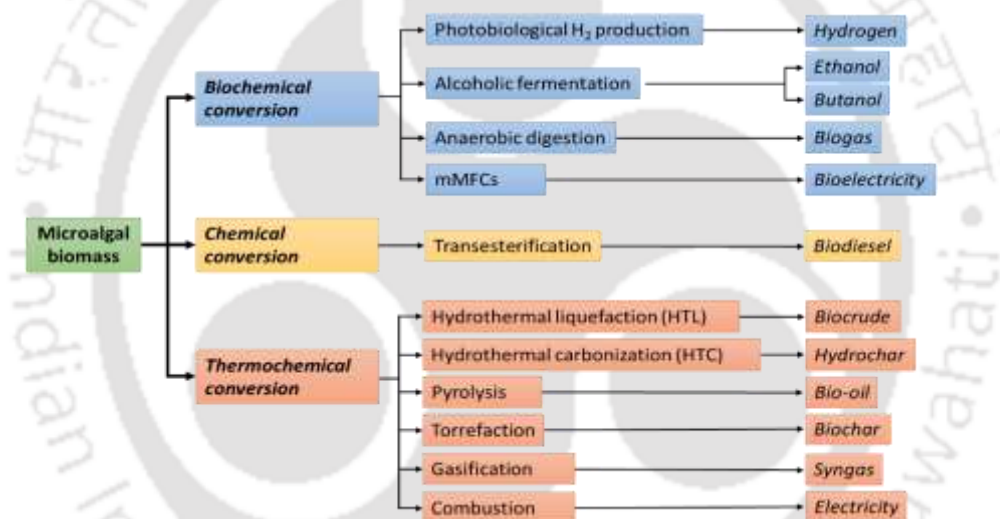 Photobiological H₂ production
Hydrogen
Biochemical
conversion
Alcoholic fermentation
Ethanol
Butanol
Anaerobic digestion
Biogas
mMFCs
Bioelectricity
Microalgal
biomass
Chemical
conversion
Transesterification
Biodiesel
Thermochemical
conversion
Hydrothermal liquefaction (HTL)
Biocrude
Hydrothermal carbonization (HTC)
Hydrochar
Pyrolysis
Bio-oil
Torrefaction
Biochar
Gasification
Syngas
Combustion
Electricity
Indian